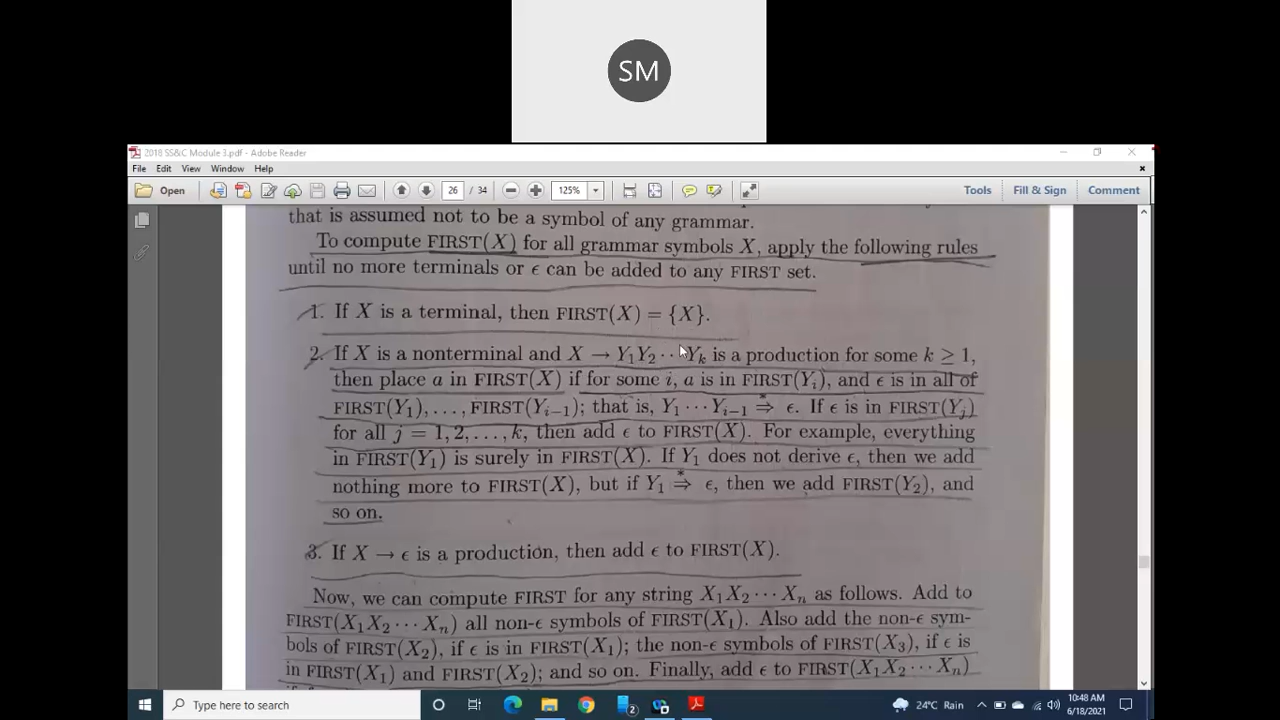 SM
2018 SS&C Module 3.pdf - Adobe Reader
File Edit View Window Help
Open 26 / 34 125% Tools Fill & Sign Comment
that is assumed not to be a symbol of any grammar.
To compute FIRST(X) for all grammar symbols X, apply the following rules
until no more terminals or ϵ can be added to any FIRST set.
1. If X is a terminal, then FIRST(X) = {X}.
2. If X is a nonterminal and X → Y₁Y₂⋯Yₖ is a production for some k ≥ 1,
then place a in FIRST(X) if for some i, a is in FIRST(Yᵢ), and ϵ is in all of
FIRST(Y₁),…, FIRST(Yᵢ₋₁); that is, Y₁⋯Yᵢ₋₁ ⇒* ϵ. If ϵ is in FIRST(Yⱼ)
for all j = 1, 2,…, k, then add ϵ to FIRST(X). For example, everything
in FIRST(Y₁) is surely in FIRST(X). If Y₁ does not derive ϵ, then we add
nothing more to FIRST(X), but if Y₁ ⇒* ϵ, then we add FIRST(Y₂), and
so on.
3. If X → ϵ is a production, then add ϵ to FIRST(X).
Now, we can compute FIRST for any string X₁X₂⋯Xₙ as follows. Add to
FIRST(X₁X₂⋯Xₙ) all non-ϵ symbols of FIRST(X₁). Also add the non-ϵ sym-
bols of FIRST(X₂), if ϵ is in FIRST(X₁); the non-ϵ symbols of FIRST(X₃), if ϵ is
in FIRST(X₁) and FIRST(X₂); and so on. Finally, add ϵ to FIRST(X₁X₂⋯Xₙ)
Type here to search 2 24°C Rain 10:48 AM
6/18/2021